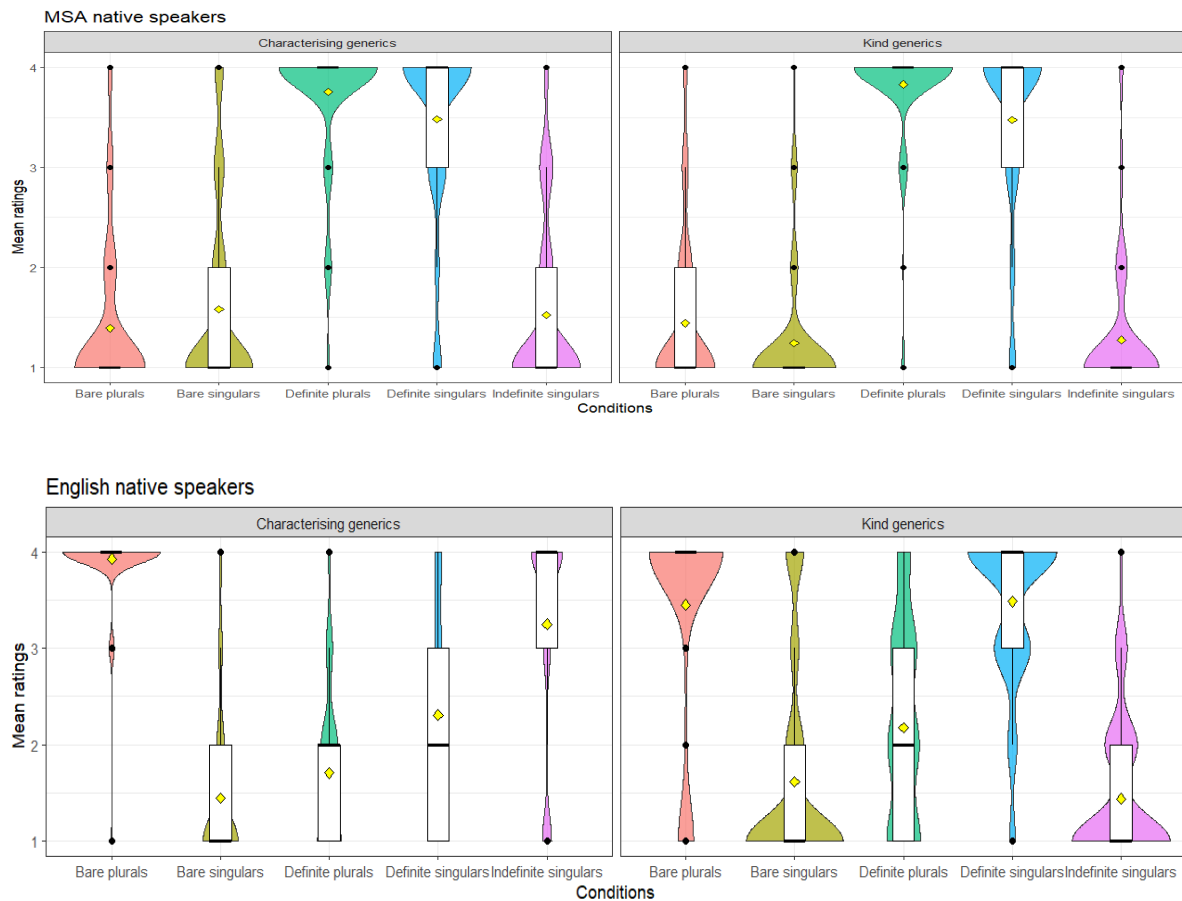 MSA native speakers
Characterising generics Kind generics
Mean ratings
4
3
2
1
Bare plurals Bare singulars Definite plurals Definite singulars Indefinite singulars Bare plurals Bare singulars Definite plurals Definite singulars Indefinite singulars
Conditions
English native speakers
Characterising generics Kind generics
Mean ratings
4
3
2
1
Bare plurals Bare singulars Definite plurals Definite singulars Indefinite singulars Bare plurals Bare singulars Definite plurals Definite singulars Indefinite singulars
Conditions